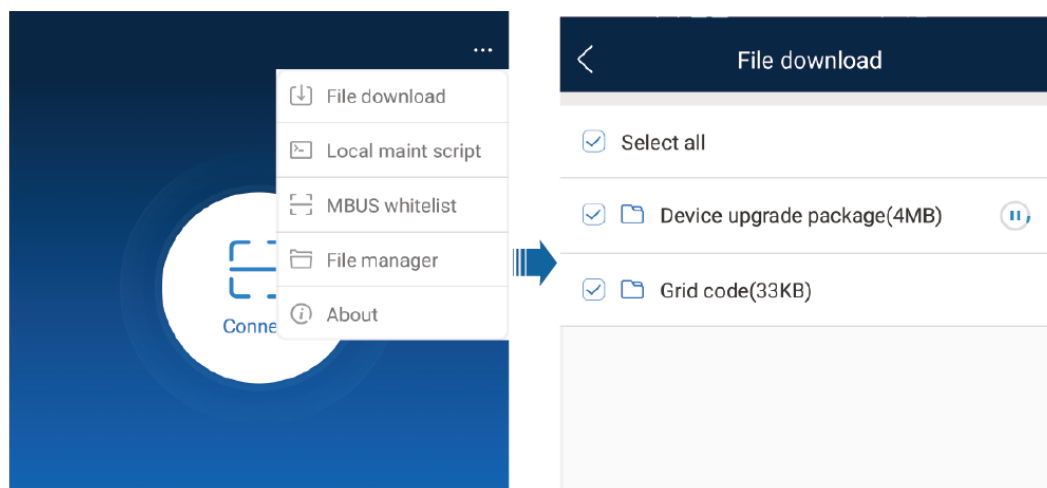 ...
File download
Local maint script
MBUS whitelist
File manager
About
Conne
File download
Select all
Device upgrade package(4MB)
Grid code(33KB)